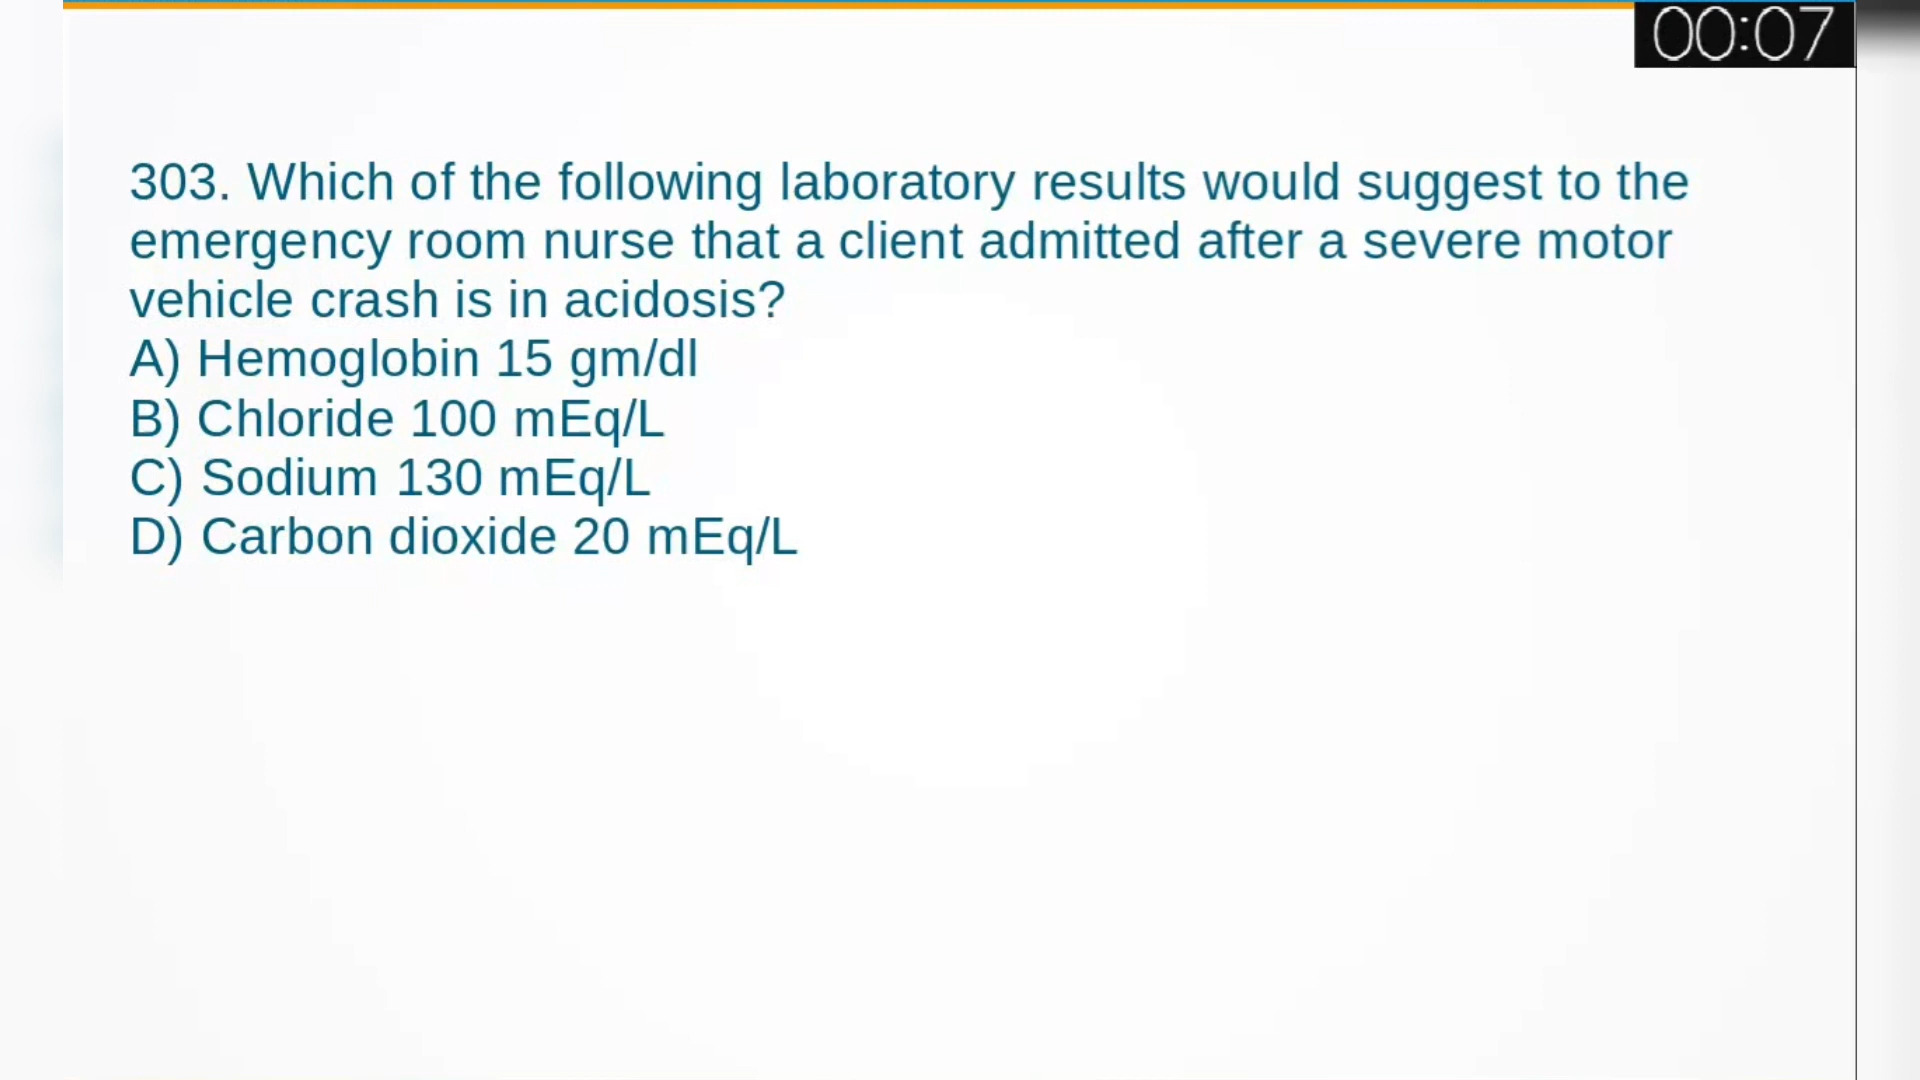 00:07
303. Which of the following laboratory results would suggest to the
emergency room nurse that a client admitted after a severe motor
vehicle crash is in acidosis?
A) Hemoglobin 15 gm/dl
B) Chloride 100 mEq/L
C) Sodium 130 mEq/L
D) Carbon dioxide 20 mEq/L